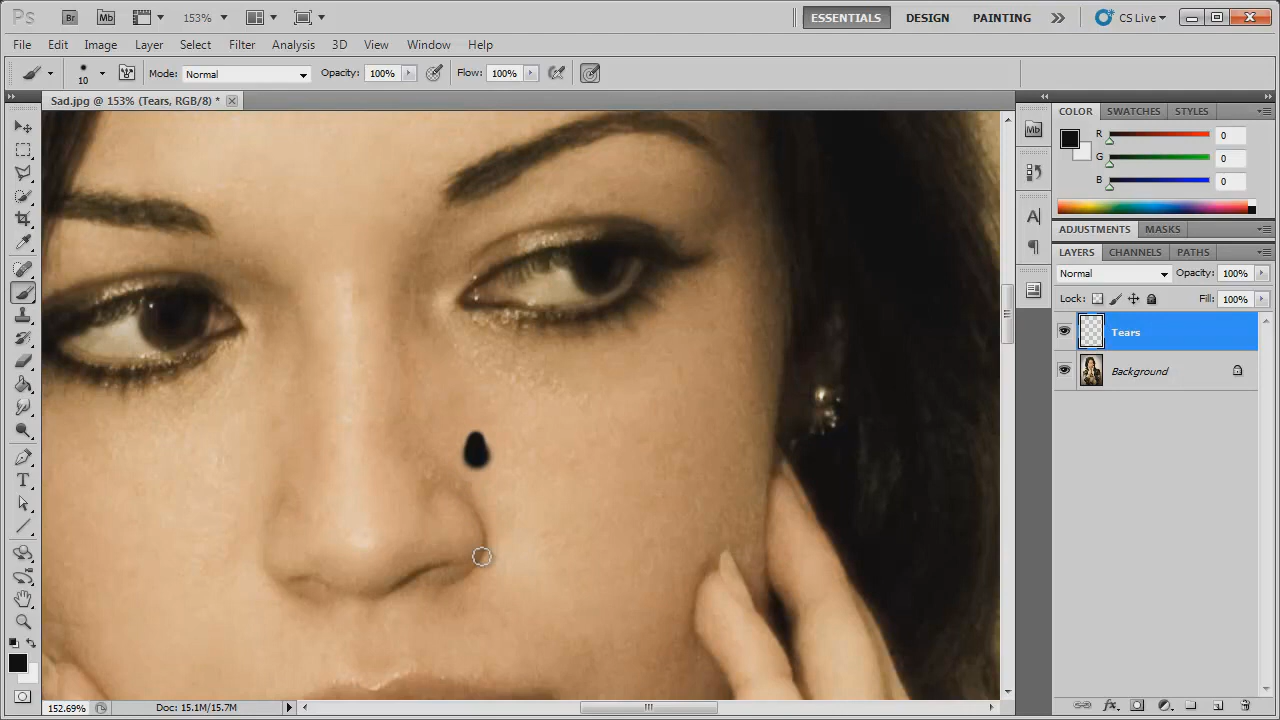 Ps Br Mb 153% ESSENTIALS DESIGN PAINTING CS Live
File Edit Image Layer Select Filter Analysis 3D View Window Help
10 Mode: Normal Opacity: 100% Flow: 100%
Sad.jpg @ 153% (Tears, RGB/8) *
COLOR SWATCHES STYLES
R 0
G 0
B 0
Mb
ADJUSTMENTS MASKS
LAYERS CHANNELS PATHS
Normal Opacity: 100%
Lock: Fill: 100%
Tears
Background
152.69% Doc: 15.1M/15.7M